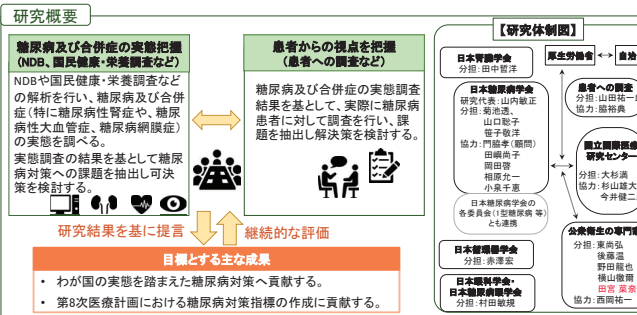 研究概要
糖尿病及び合併症の実態把握
(NDB、国民健康・栄養調査など)
NDBや国民健康・栄養調査など
の解析を行い、糖尿病及び合併
症(特に糖尿病性腎症や、糖尿
病性大血管症、糖尿病網膜症)
の実態を調べる。
実態調査の結果を基として糖尿
病対策への課題を抽出し可決
策を検討する。
患者からの視点を把握
(患者への調査など)
糖尿病及び合併症の実態調査
結果を基として、実際に糖尿病
患者に対して調査を行い、課
題を抽出し解決策を検討する。
研究結果を基に提言
継続的な評価
目標とする主な成果
• わが国の実態を踏まえた糖尿病対策へ貢献する。
• 第8次医療計画における糖尿病対策指標の作成に貢献する。
【研究体制図】
日本腎臓学会
分担:田中哲洋
日本糖尿病学会
研究代表:山内敏正
分担:菊池透、
山口聡子
笹子敬洋
協力:門脇孝(顧問)
田嶼尚子
岡田啓
相原允一
小泉千恵
日本糖尿病学会の
各委員会(1型糖尿病 等)
とも連携
日本循環器学会
分担:赤澤宏
日本眼科学会・
日本糖尿病眼学会
分担:村田敏規
厚生労働省
自治
患者への調査
分担:山田祐一
協力:脇裕典
国立国際医療
研究センター
分担:大杉満
協力:杉山雄大
今井健二
公衆衛生の専門
分担:東尚弘
後藤温
野田龍也
横山徹爾
田宮 菜奈
協力:西岡祐一